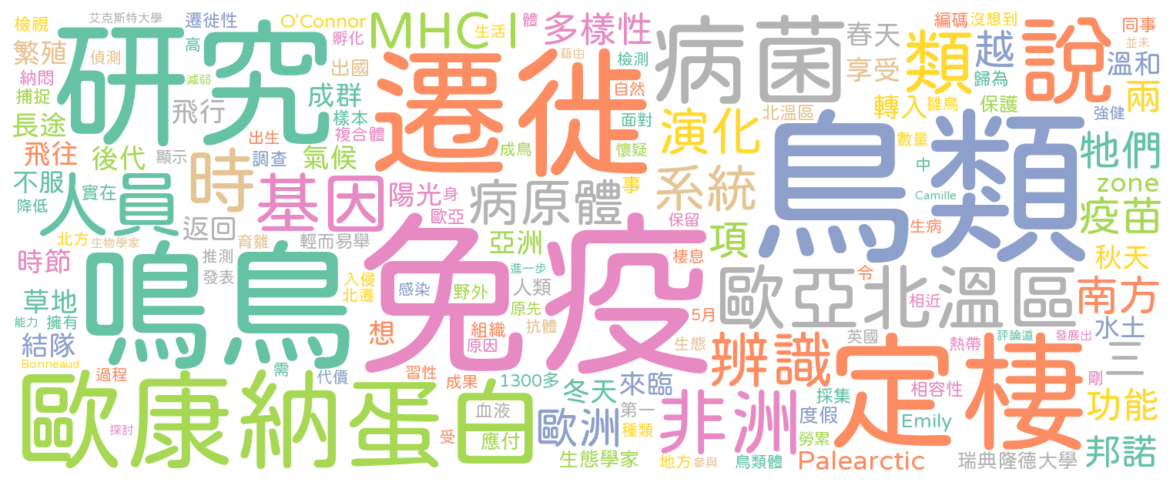 檢視
艾克斯特大學
遷徙性
O'Connor
MHC I
生活
體
多樣性
病菌
春天
編碼
沒想到
同事
並未
繁殖
偵測
高
孵化
研究
遷徙
享受
類
越
說
溫和
兩
納悶
減弱
出國
藉由
檢測
自然
歸為
捕捉
飛行
成群
樣本
面對
北溫區
轉入
雛鳥
保護
強健
長途
出生
複合體
演化
鳥類
數量
飛往
後代
顯示
調查
氣候
成鳥
懷疑
中
牠們
不服
實在
人員
時
基因
陽光
身
事
系統
Camille
zone
降低
歐亞
病原體
保留
生病
疫苗
北方
生物學家
返回
育雛
輕而易舉
免疫
亞洲
項
棲息
秋天
時節
推測
發表
入侵
北遷
感染
野外
進一步
人類
歐亞北溫區
令
相近
南方
草地
鳴鳥
原先
抗體
5月
能力
擁有
想
組織
原因
生態
辨識
英國
熱帶
評論道
發展出
水土
三
結隊
Bonneaud
過程
需
代價
習性
成果
1300多
冬天
來臨
定棲
相容性
剛
歐康納
蛋白
血液
應付
歐洲
第一
種類
非洲
採集
度假
Emily
勞累
功能
探討
受
生態學家
地方
參與
鳥類體
Palearctic
瑞典隆德大學
邦諾